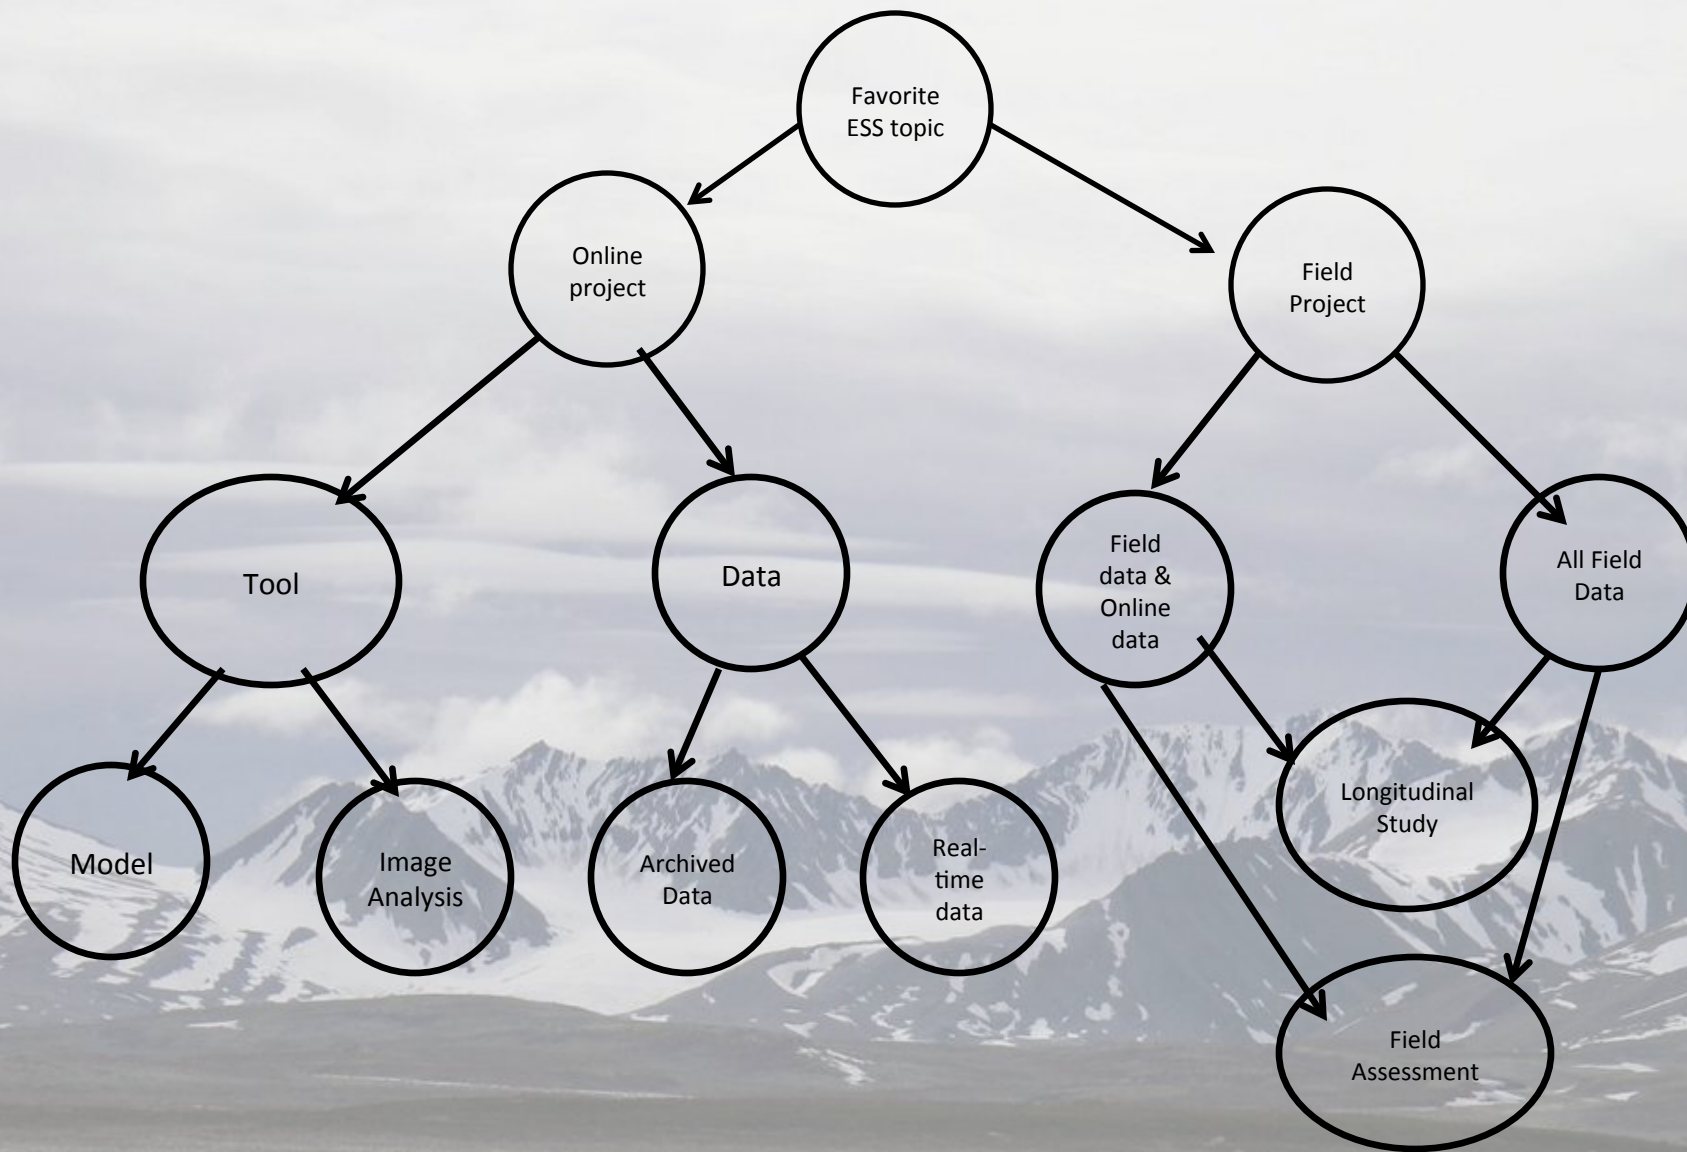 Favorite
ESS topic
Online
project
Field
Project
Tool
Data
Field
data &
Online
data
All Field
Data
Model
Image
Analysis
Archived
Data
Real-
time
data
Longitudinal
Study
Field
Assessment